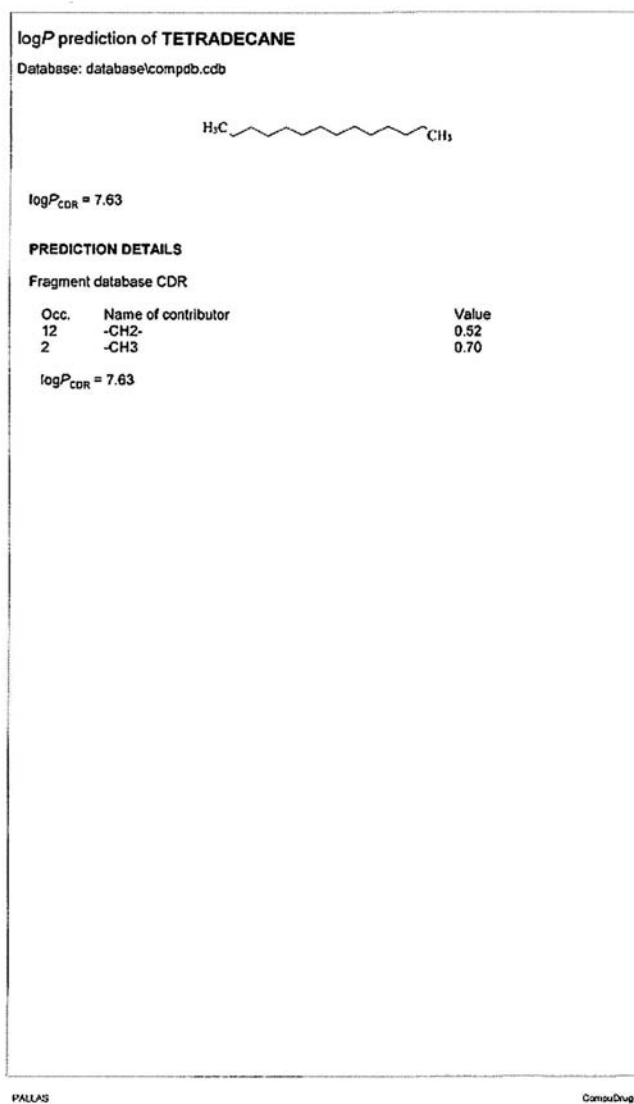 logP prediction of TETRADECANE
Database: database\compdb.cdb
H₃C CH₃
logP_CDR = 7.63
PREDICTION DETAILS
Fragment database CDR
Occ. Name of contributor Value
12 -CH2- 0.52
2 -CH3 0.70
logP_CDR = 7.63
PALLAS CompuDrug